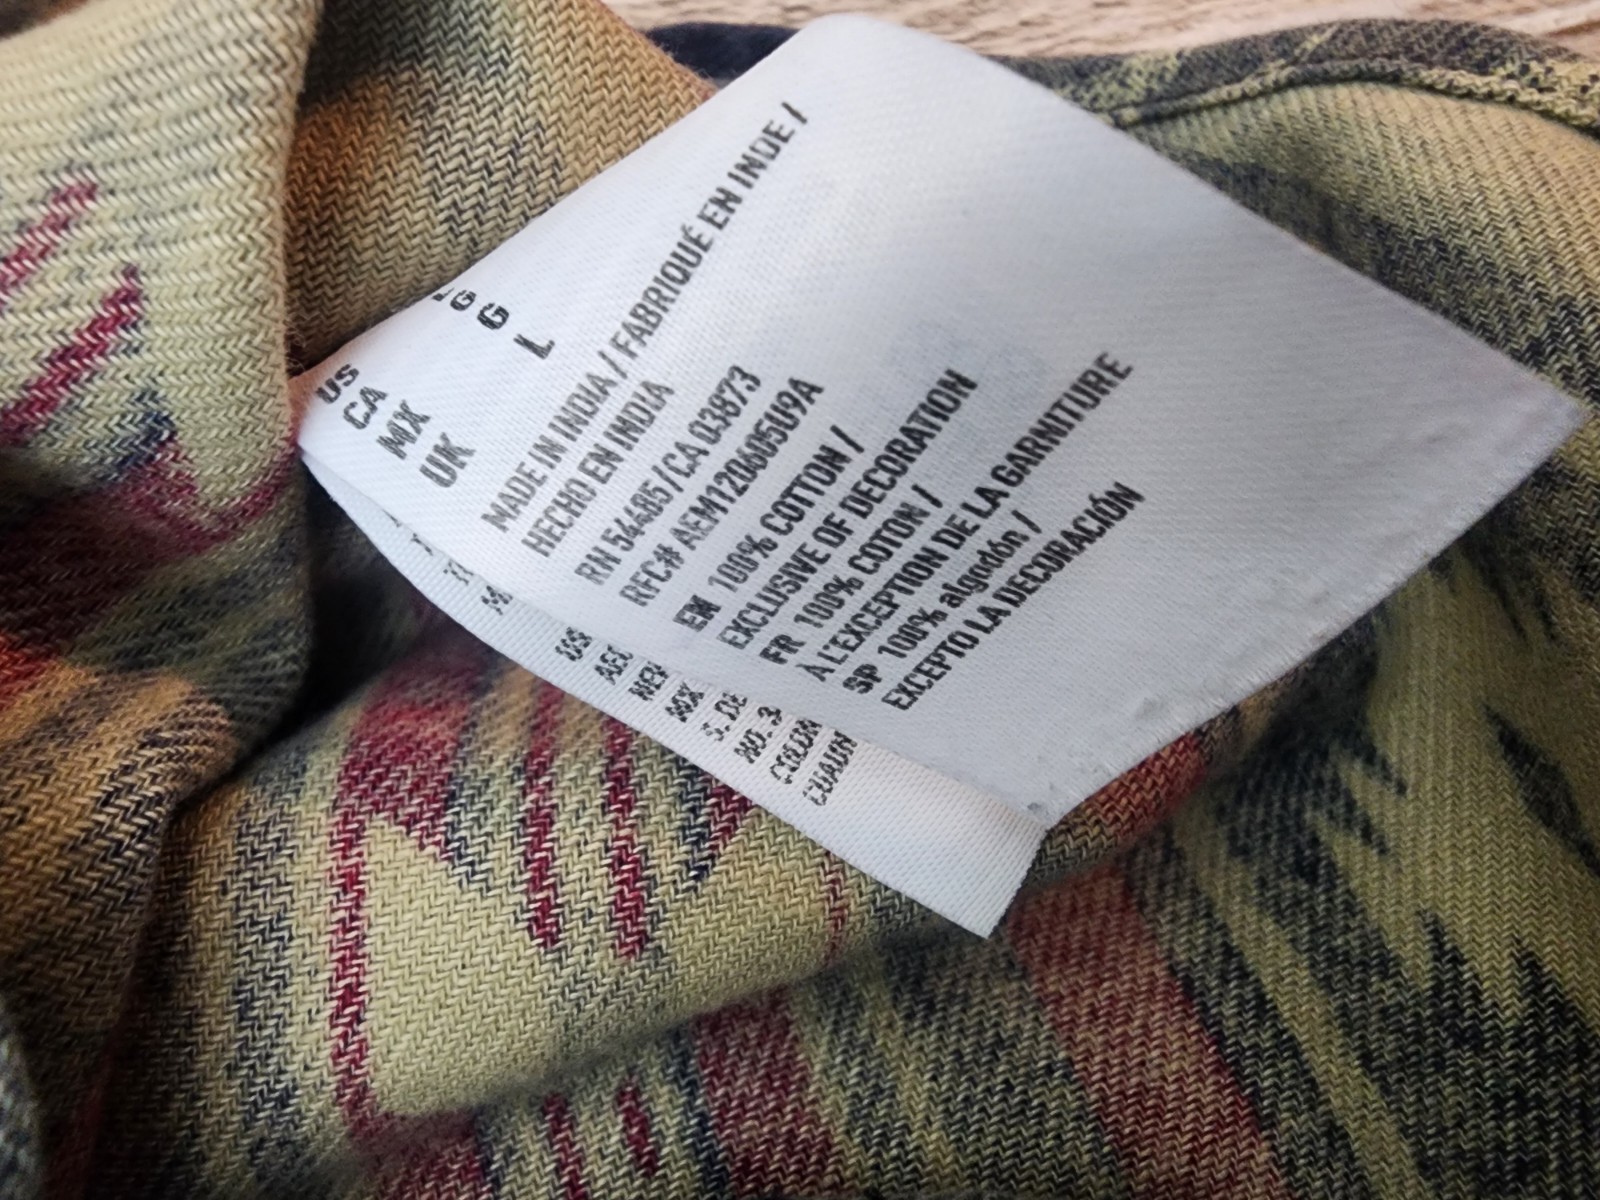 US
CA G
MX G
UK L
MADE IN INDIA / FABRIQUÉ EN INDE /
HECHO EN INDIA
RN 54485 / CA 03873
RFC# AEM1206605U9A
EN 100% COTTON /
EXCLUSIVE OF DECORATION
FR 100% COTON /
À L'EXCEPTION DE LA GARNITURE
SP 100% algodón /
EXCEPTO LA DECORACIÓN